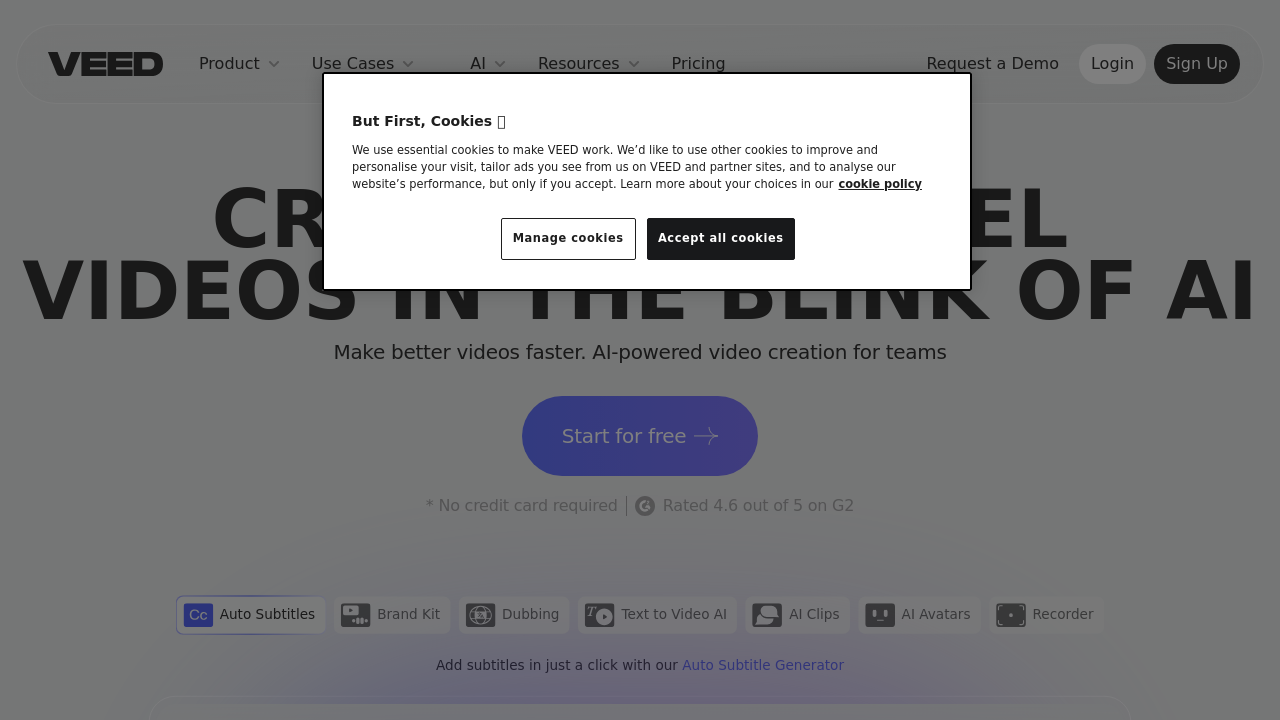 VEED
Product
Use Cases
AI
Resources
Pricing
Request a Demo
Login
Sign Up
But First, Cookies
We use essential cookies to make VEED work. We’d like to use other cookies to improve and
personalise your visit, tailor ads you see from us on VEED and partner sites, and to analyse our
website’s performance, but only if you accept. Learn more about your choices in our cookie policy
Manage cookies
Accept all cookies
VIDEOS IN THE BLINK OF AI
Make better videos faster. AI-powered video creation for teams
Start for free
* No credit card required
Rated 4.6 out of 5 on G2
Cc Auto Subtitles
Brand Kit
Dubbing
Text to Video AI
AI Clips
AI Avatars
Recorder
Add subtitles in just a click with our Auto Subtitle Generator